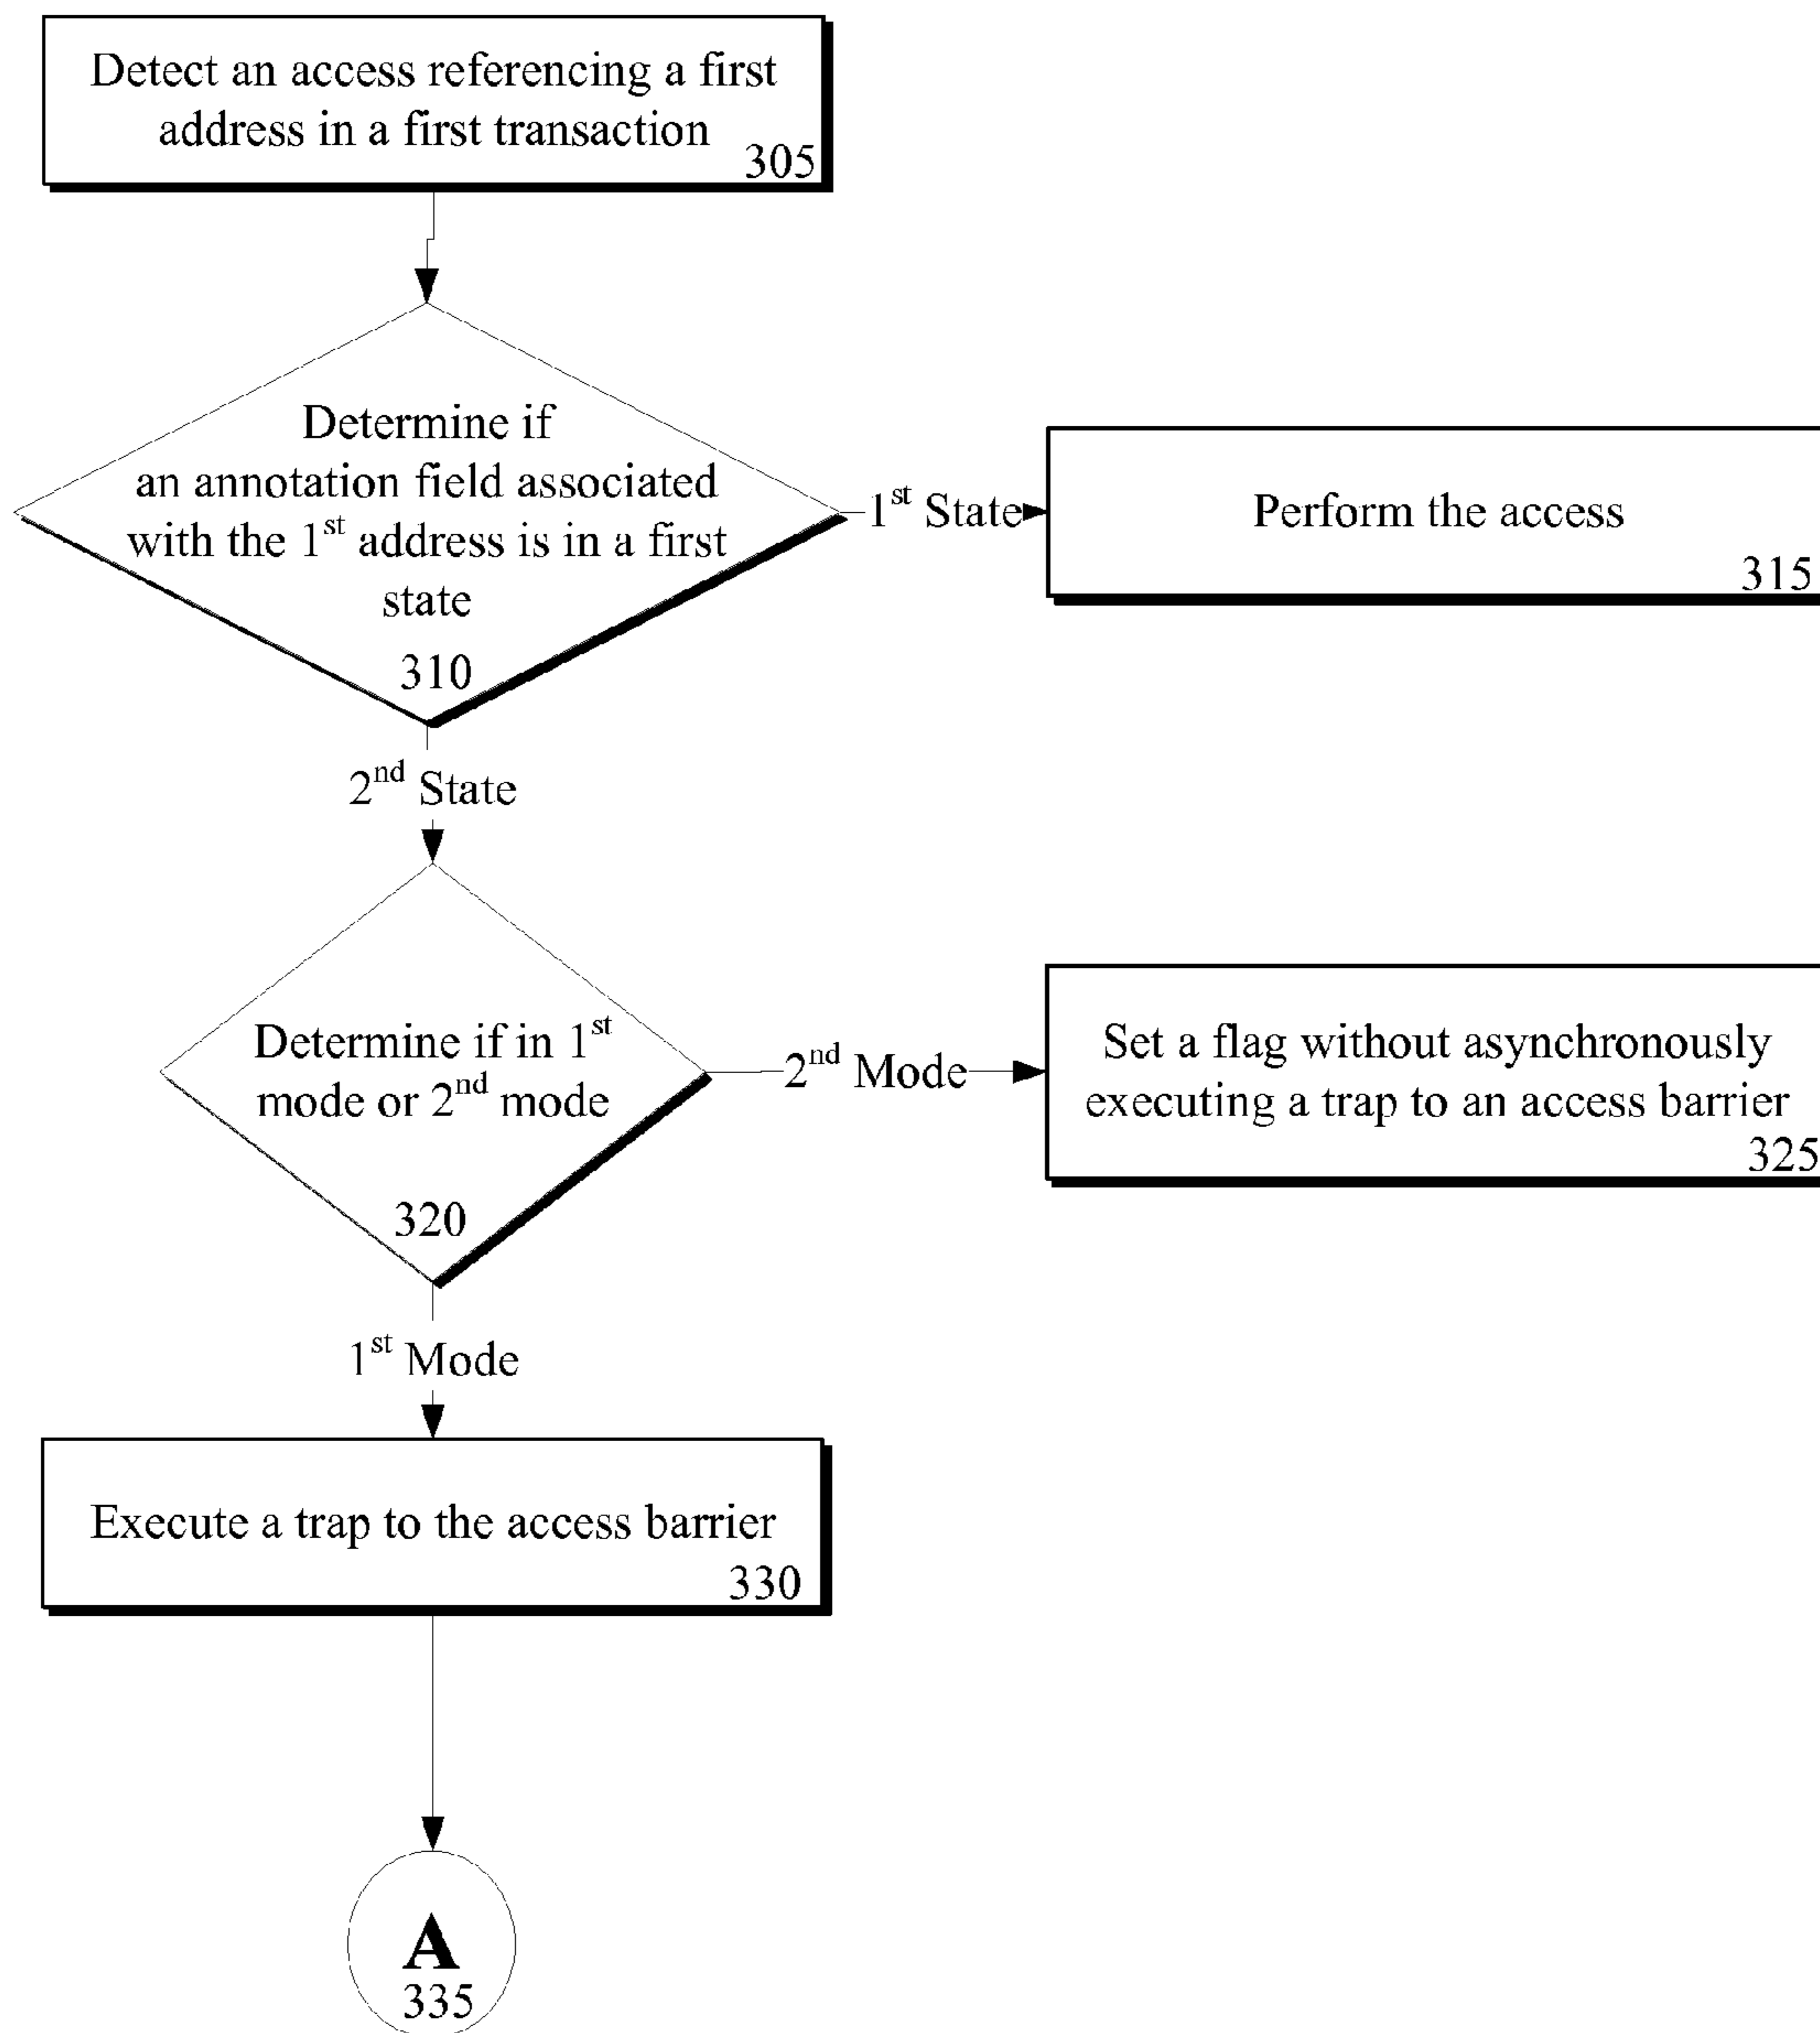 Detect an access referencing a first
address in a first transaction
305
Determine if
an annotation field associated
with the 1st address is in a first
state
310
1st State
Perform the access
315
2nd State
Determine if in 1st
mode or 2nd mode
320
2nd Mode
Set a flag without asynchronously
executing a trap to an access barrier
325
1st Mode
Execute a trap to the access barrier
330
A
335